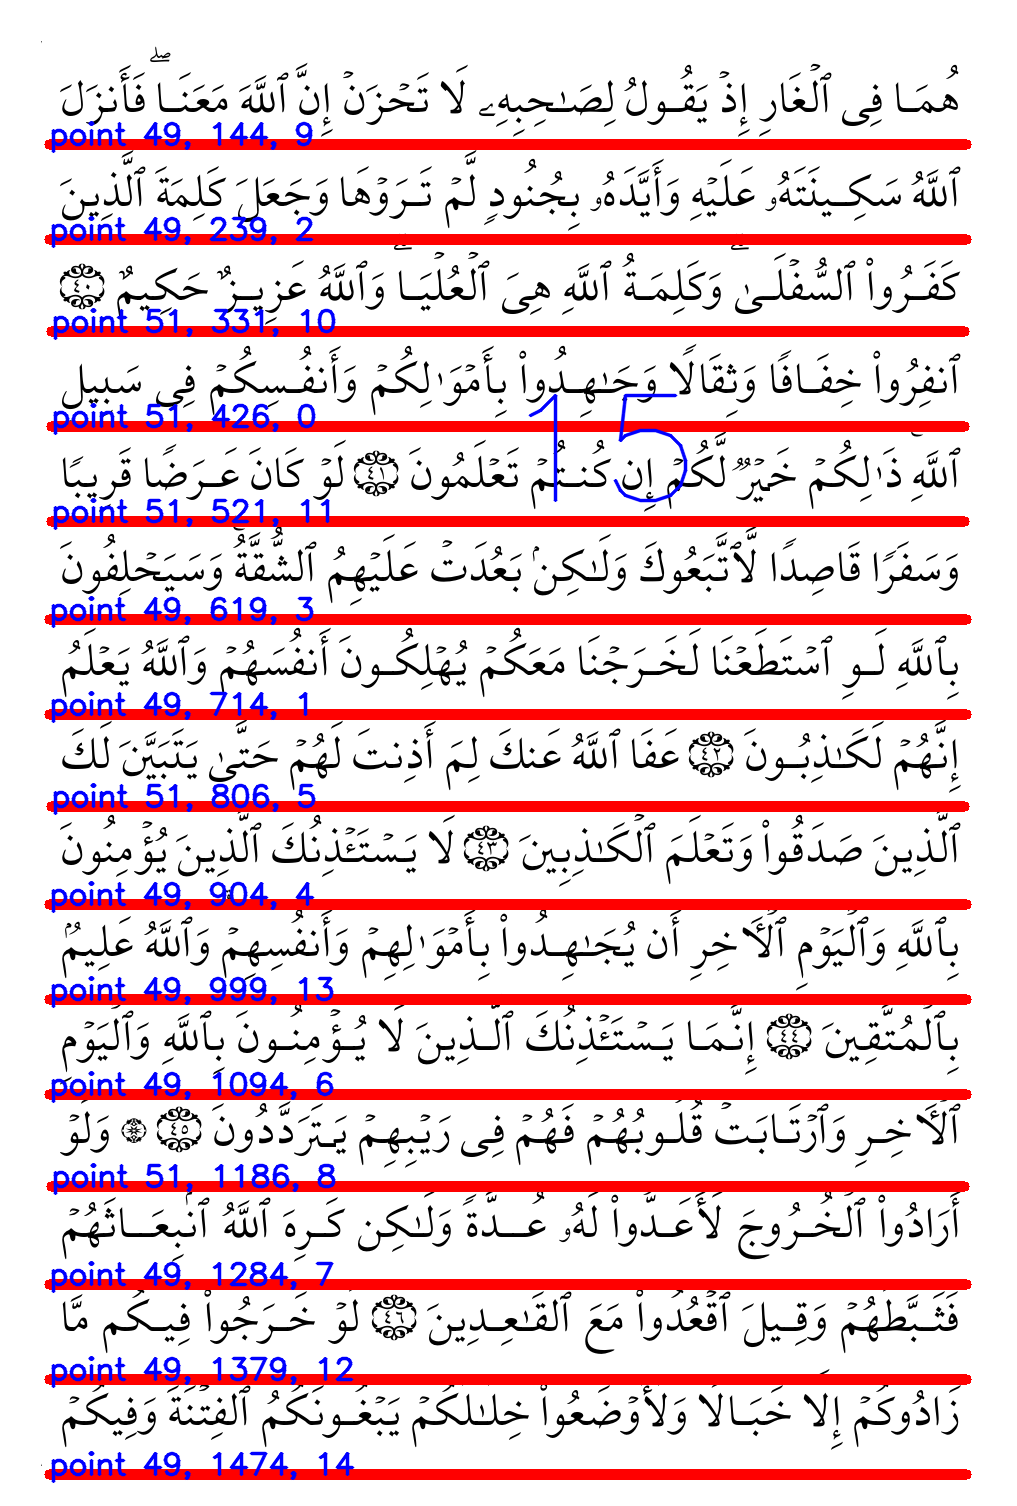 هُمَا فِى ٱلْغَارِ إِذْ يَقُولُ لِصَـٰحِبِهِۦ لَا تَحْزَنْ إِنَّ ٱللَّهَ مَعَنَا ۖ فَأَنزَلَ
point 49, 144, 9
ٱللَّهُ سَكِينَتَهُۥ عَلَيْهِ وَأَيَّدَهُۥ بِجُنُودٍ لَّمْ تَرَوْهَا وَجَعَلَ كَلِمَةَ ٱلَّذِينَ
point 49, 239, 2
كَفَرُوا۟ ٱلسُّفْلَىٰ ۗ وَكَلِمَةُ ٱللَّهِ هِىَ ٱلْعُلْيَا ۗ وَٱللَّهُ عَزِيزٌ حَكِيمٌ ٤٠
point 51, 331, 10
ٱنفِرُوا۟ خِفَافًا وَثِقَالًا وَجَـٰهِدُوا۟ بِأَمْوَٰلِكُمْ وَأَنفُسِكُمْ فِى سَبِيلِ
point 51, 426, 0
15
ٱللَّهِ ۚ ذَٰلِكُمْ خَيْرٌ لَّكُمْ إِن كُنتُمْ تَعْلَمُونَ ٤١ لَوْ كَانَ عَرَضًا قَرِيبًا
point 51, 521, 11
وَسَفَرًا قَاصِدًا لَّٱتَّبَعُوكَ وَلَـٰكِنۢ بَعُدَتْ عَلَيْهِمُ ٱلشُّقَّةُ ۚ وَسَيَحْلِفُونَ
point 49, 619, 3
بِٱللَّهِ لَوِ ٱسْتَطَعْنَا لَخَرَجْنَا مَعَكُمْ يُهْلِكُونَ أَنفُسَهُمْ وَٱللَّهُ يَعْلَمُ
point 49, 714, 1
إِنَّهُمْ لَكَـٰذِبُونَ ٤٢ عَفَا ٱللَّهُ عَنكَ لِمَ أَذِنتَ لَهُمْ حَتَّىٰ يَتَبَيَّنَ لَكَ
point 51, 806, 5
ٱلَّذِينَ صَدَقُوا۟ وَتَعْلَمَ ٱلْكَـٰذِبِينَ ٤٣ لَا يَسْتَـْٔذِنُكَ ٱلَّذِينَ يُؤْمِنُونَ
point 49, 904, 4
بِٱللَّهِ وَٱلْيَوْمِ ٱلْـَٔاخِرِ أَن يُجَـٰهِدُوا۟ بِأَمْوَٰلِهِمْ وَأَنفُسِهِمْ ۗ وَٱللَّهُ عَلِيمٌۢ
point 49, 999, 13
بِٱلْمُتَّقِينَ ٤٤ إِنَّمَا يَسْتَـْٔذِنُكَ ٱلَّذِينَ لَا يُؤْمِنُونَ بِٱللَّهِ وَٱلْيَوْمِ
point 49, 1094, 6
ٱلْـَٔاخِرِ وَٱرْتَابَتْ قُلُوبُهُمْ فَهُمْ فِى رَيْبِهِمْ يَتَرَدَّدُونَ ٤٥ ۞ وَلَوْ
point 51, 1186, 8
أَرَادُوا۟ ٱلْخُرُوجَ لَأَعَدُّوا۟ لَهُۥ عُدَّةً وَلَـٰكِن كَرِهَ ٱللَّهُ ٱنۢبِعَاثَهُمْ
point 49, 1284, 7
فَثَبَّطَهُمْ وَقِيلَ ٱقْعُدُوا۟ مَعَ ٱلْقَـٰعِدِينَ ٤٦ لَوْ خَرَجُوا۟ فِيكُم مَّا
point 49, 1379, 12
زَادُوكُمْ إِلَّا خَبَالًا وَلَأَوْضَعُوا۟ خِلَـٰلَكُمْ يَبْغُونَكُمُ ٱلْفِتْنَةَ وَفِيكُمْ
point 49, 1474, 14